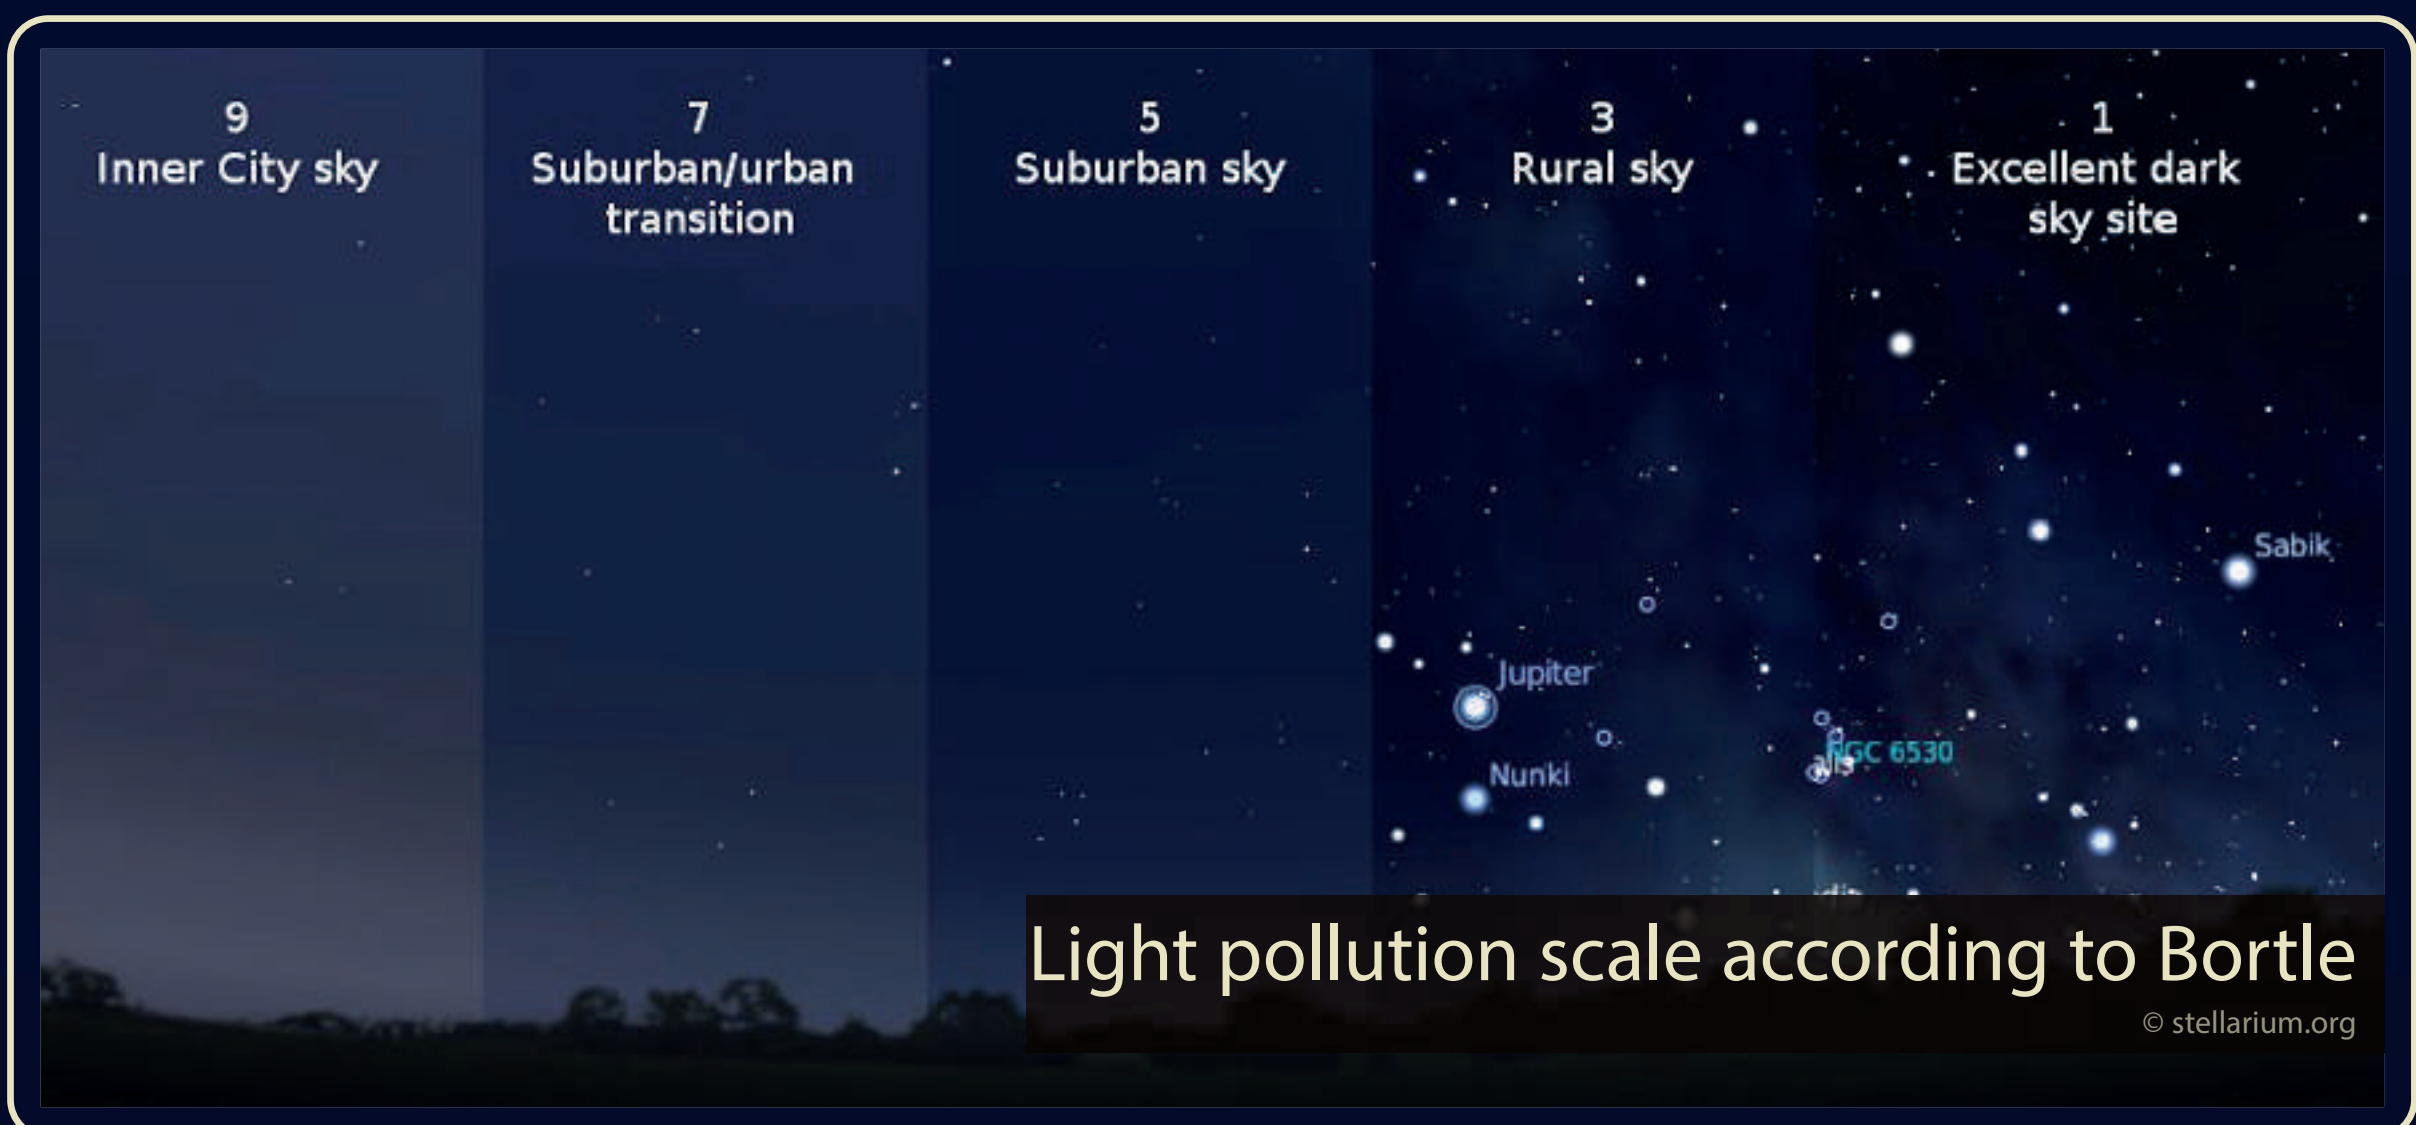 9
Inner City sky
7
Suburban/urban
transition
5
Suburban sky
3
Rural sky
1
Excellent dark
sky site
Sabik
Jupiter
NGC 6530
Nunki
Light pollution scale according to Bortle
© stellarium.org